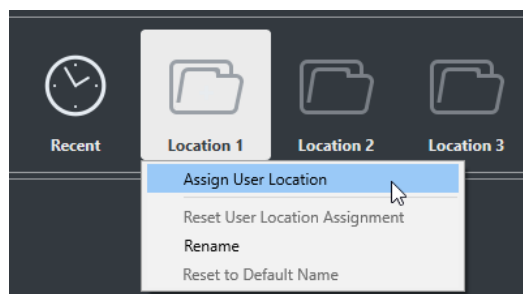 Recent
Location 1
Location 2
Location 3
Assign User Location
Reset User Location Assignment
Rename
Reset to Default Name